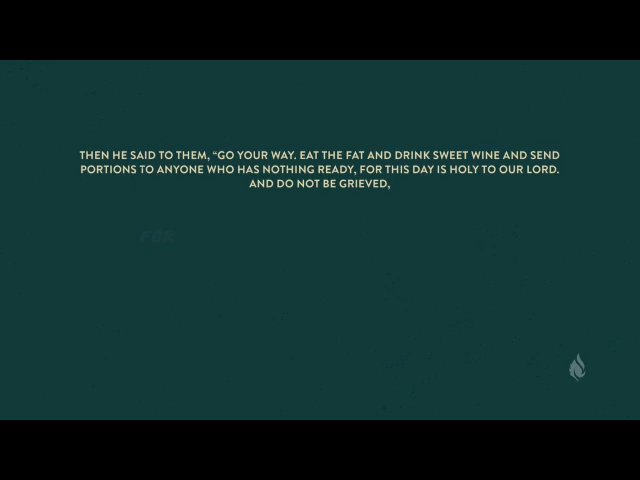 THEN HE SAID TO THEM, “GO YOUR WAY. EAT THE FAT AND DRINK SWEET WINE AND SEND
PORTIONS TO ANYONE WHO HAS NOTHING READY, FOR THIS DAY IS HOLY TO OUR LORD.
AND DO NOT BE GRIEVED,
FOR